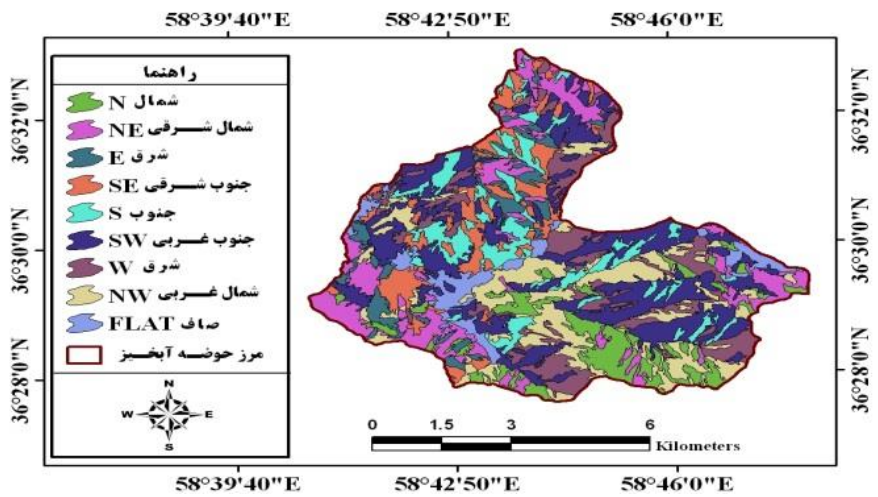 58°39'40"E 58°42'50"E 58°46'0"E
36°32'0"N
36°30'0"N
36°28'0"N
راهنما
شمال N
شمال شرقی NE
شرق E
جنوب شرقی SE
جنوب S
جنوب غربی SW
شرق W
شمال غربی NW
صاف FLAT
مرز حوضه آبخیز
N
W E
S
0 1.5 3 6
Kilometers
36°32'0"N
36°30'0"N
36°28'0"N
58°39'40"E 58°42'50"E 58°46'0"E